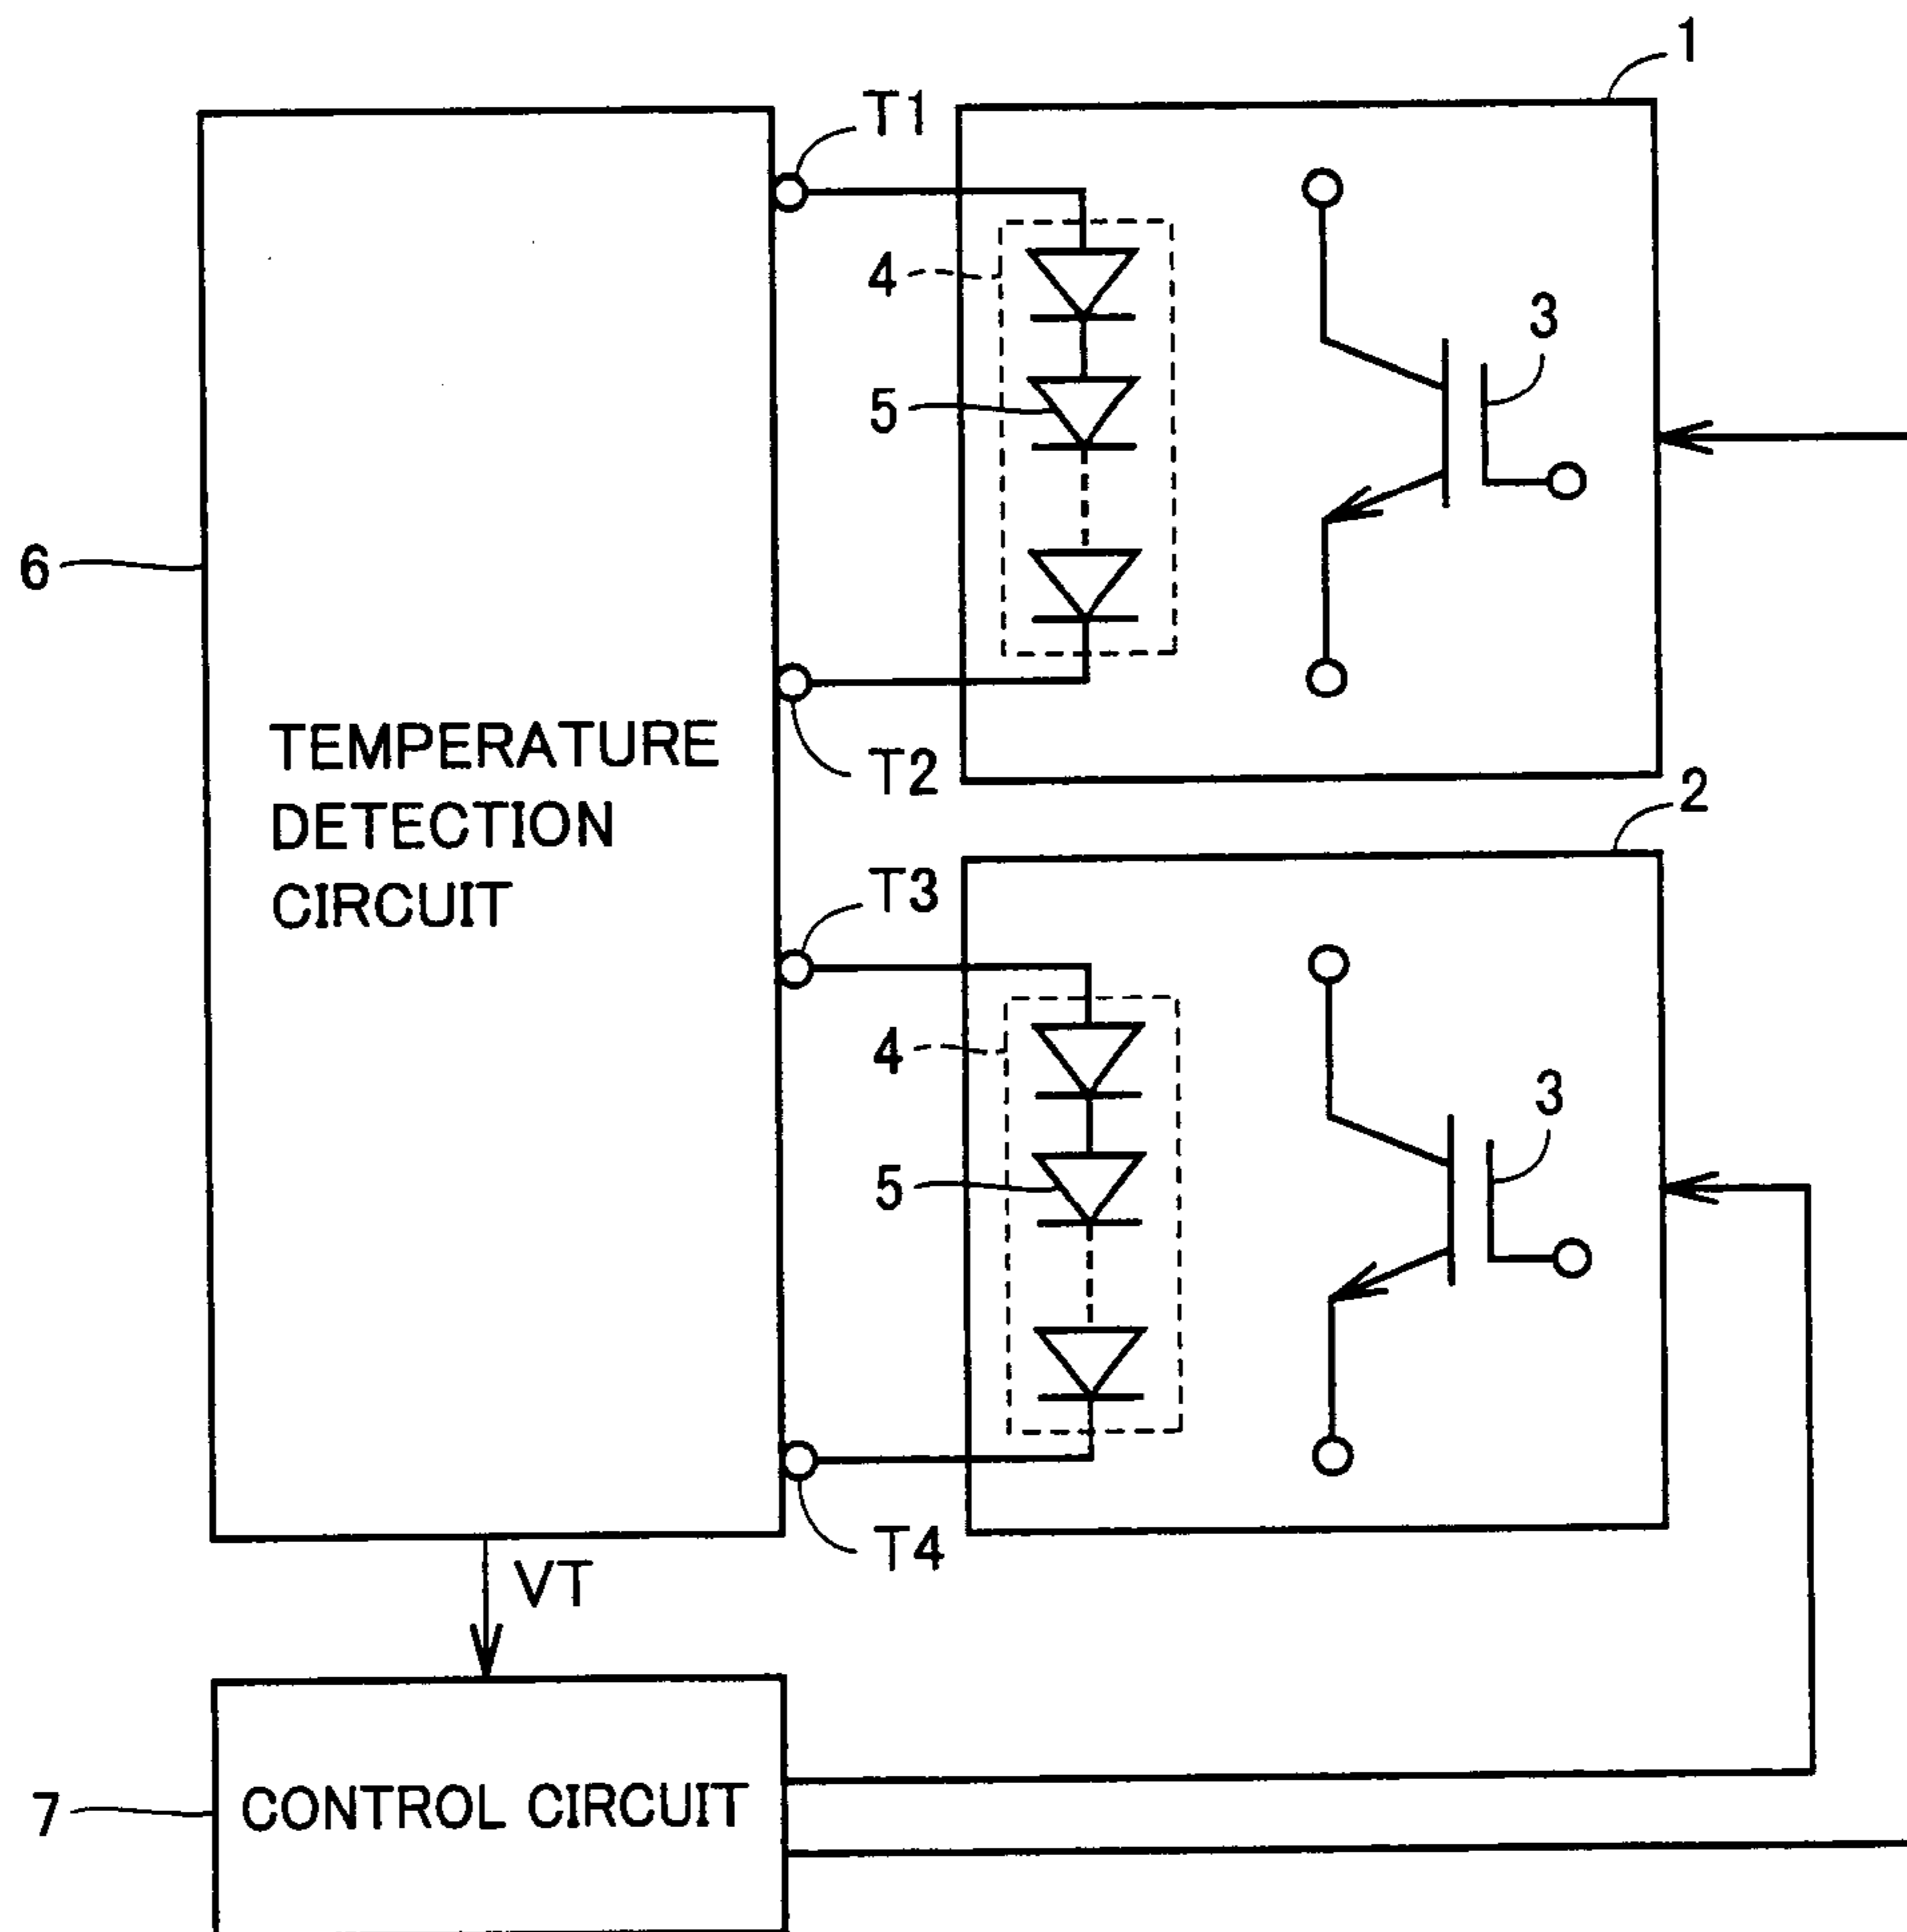 1
T1
4
3
5
6
TEMPERATURE
DETECTION
CIRCUIT
T2
2
T3
4
3
5
T4
VT
7
CONTROL CIRCUIT